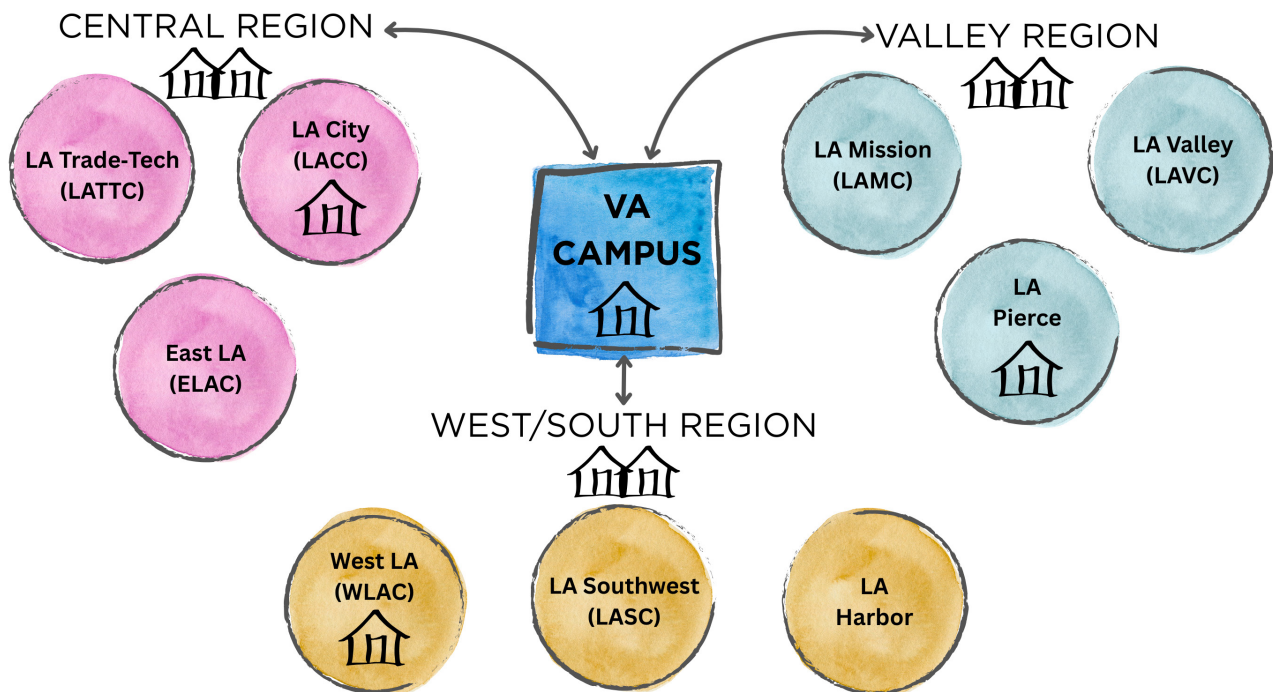 CENTRAL REGION
LA Trade-Tech
(LATTC)
LA City
(LACC)
East LA
(ELAC)
VALLEY REGION
LA Mission
(LAMC)
LA Valley
(LAVC)
LA
Pierce
VA
CAMPUS
WEST/SOUTH REGION
West LA
(WLAC)
LA Southwest
(LASC)
LA
Harbor